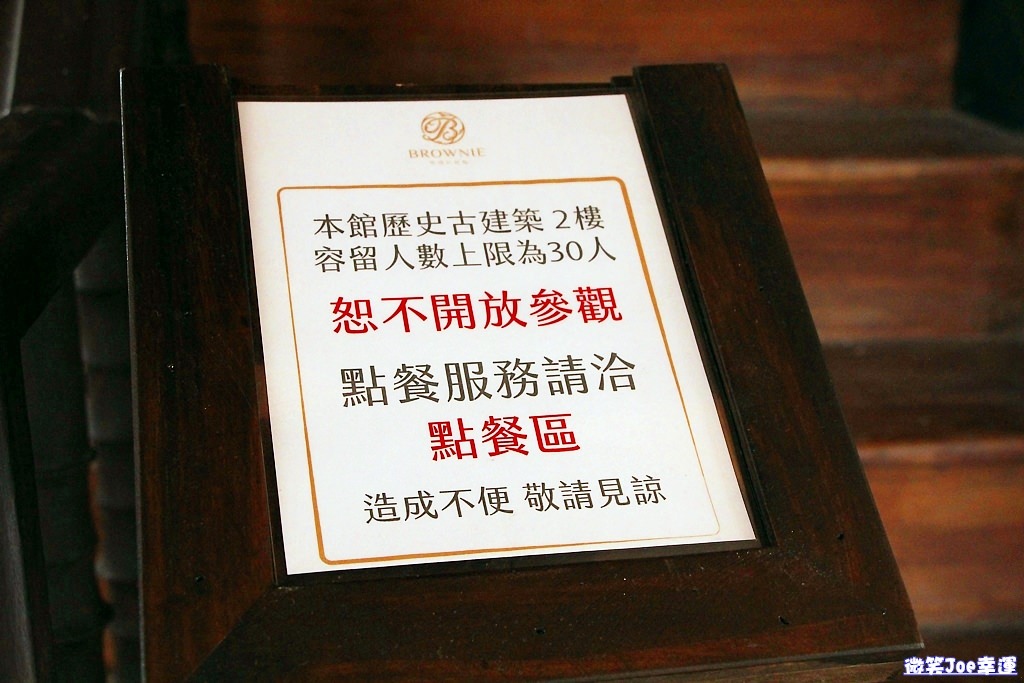 B
BROWNIE
本館歷史古建築 2樓
容留人數上限為30人
恕不開放參觀
點餐服務請洽
點餐區
造成不便 敬請見諒
微笑Joe幸運